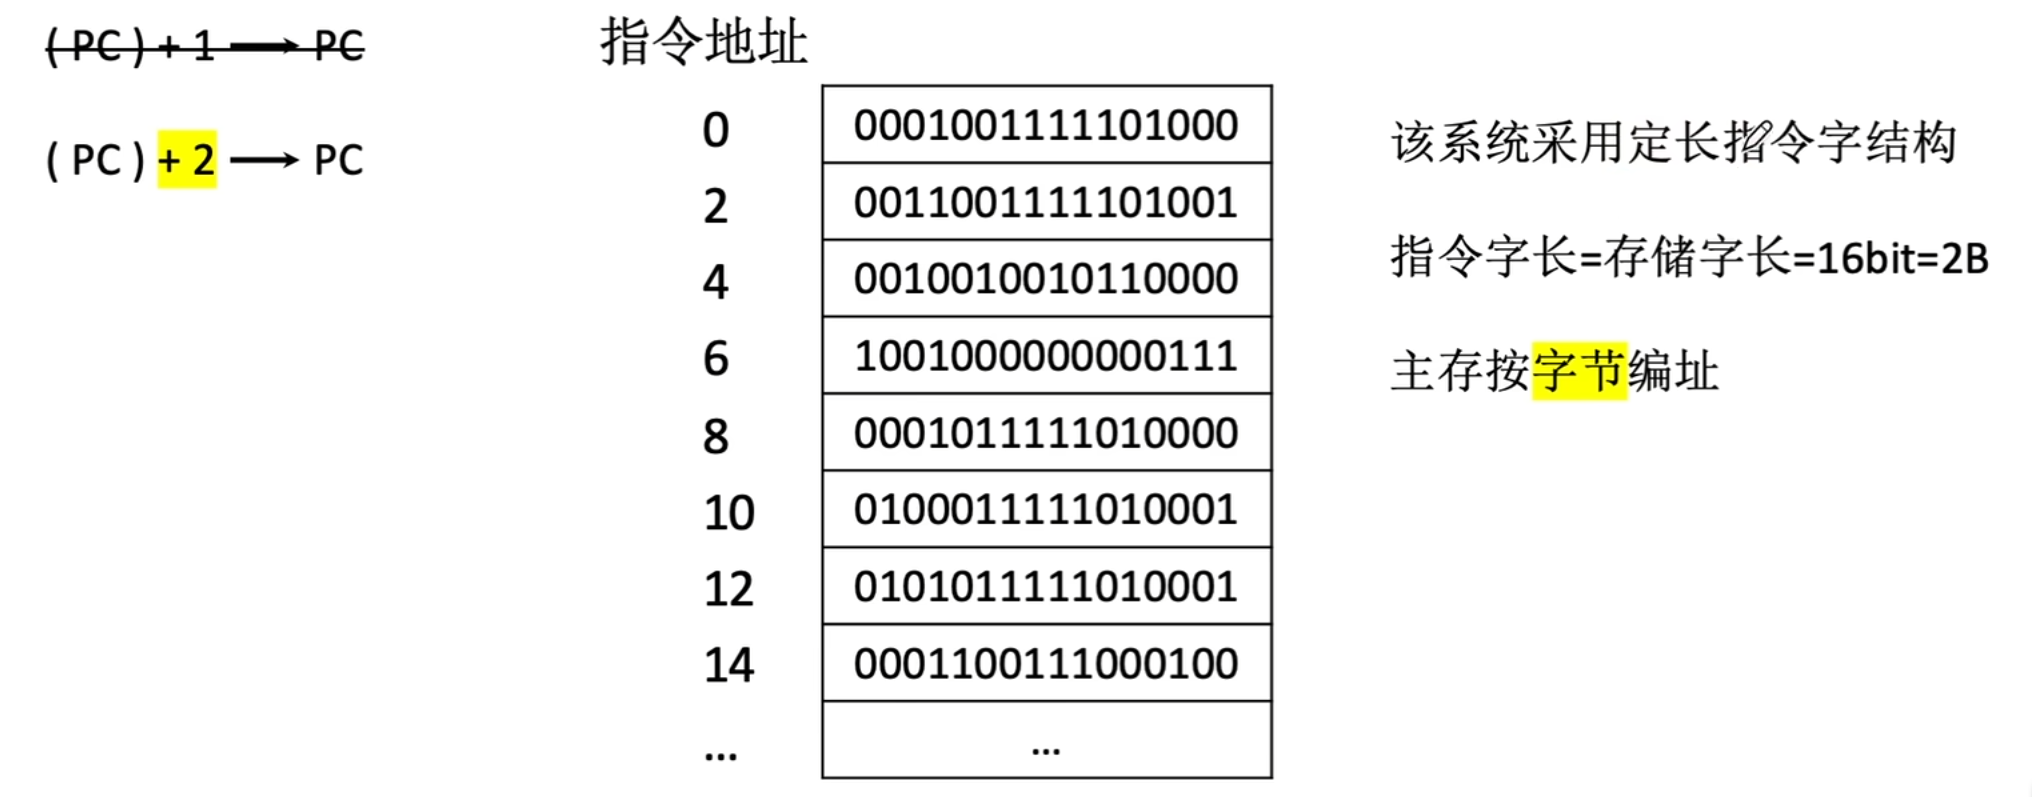 ( PC ) + 1 ⟶ PC
( PC ) + 2 ⟶ PC
指令地址
0 0001001111101000
2 0011001111101001
4 0010010010110000
6 1001000000000111
8 0001011111010000
10 0100011111010001
12 0101011111010001
14 0001100111000100
... ...
该系统采用定长指令字结构
指令字长=存储字长=16bit=2B
主存按字节编址